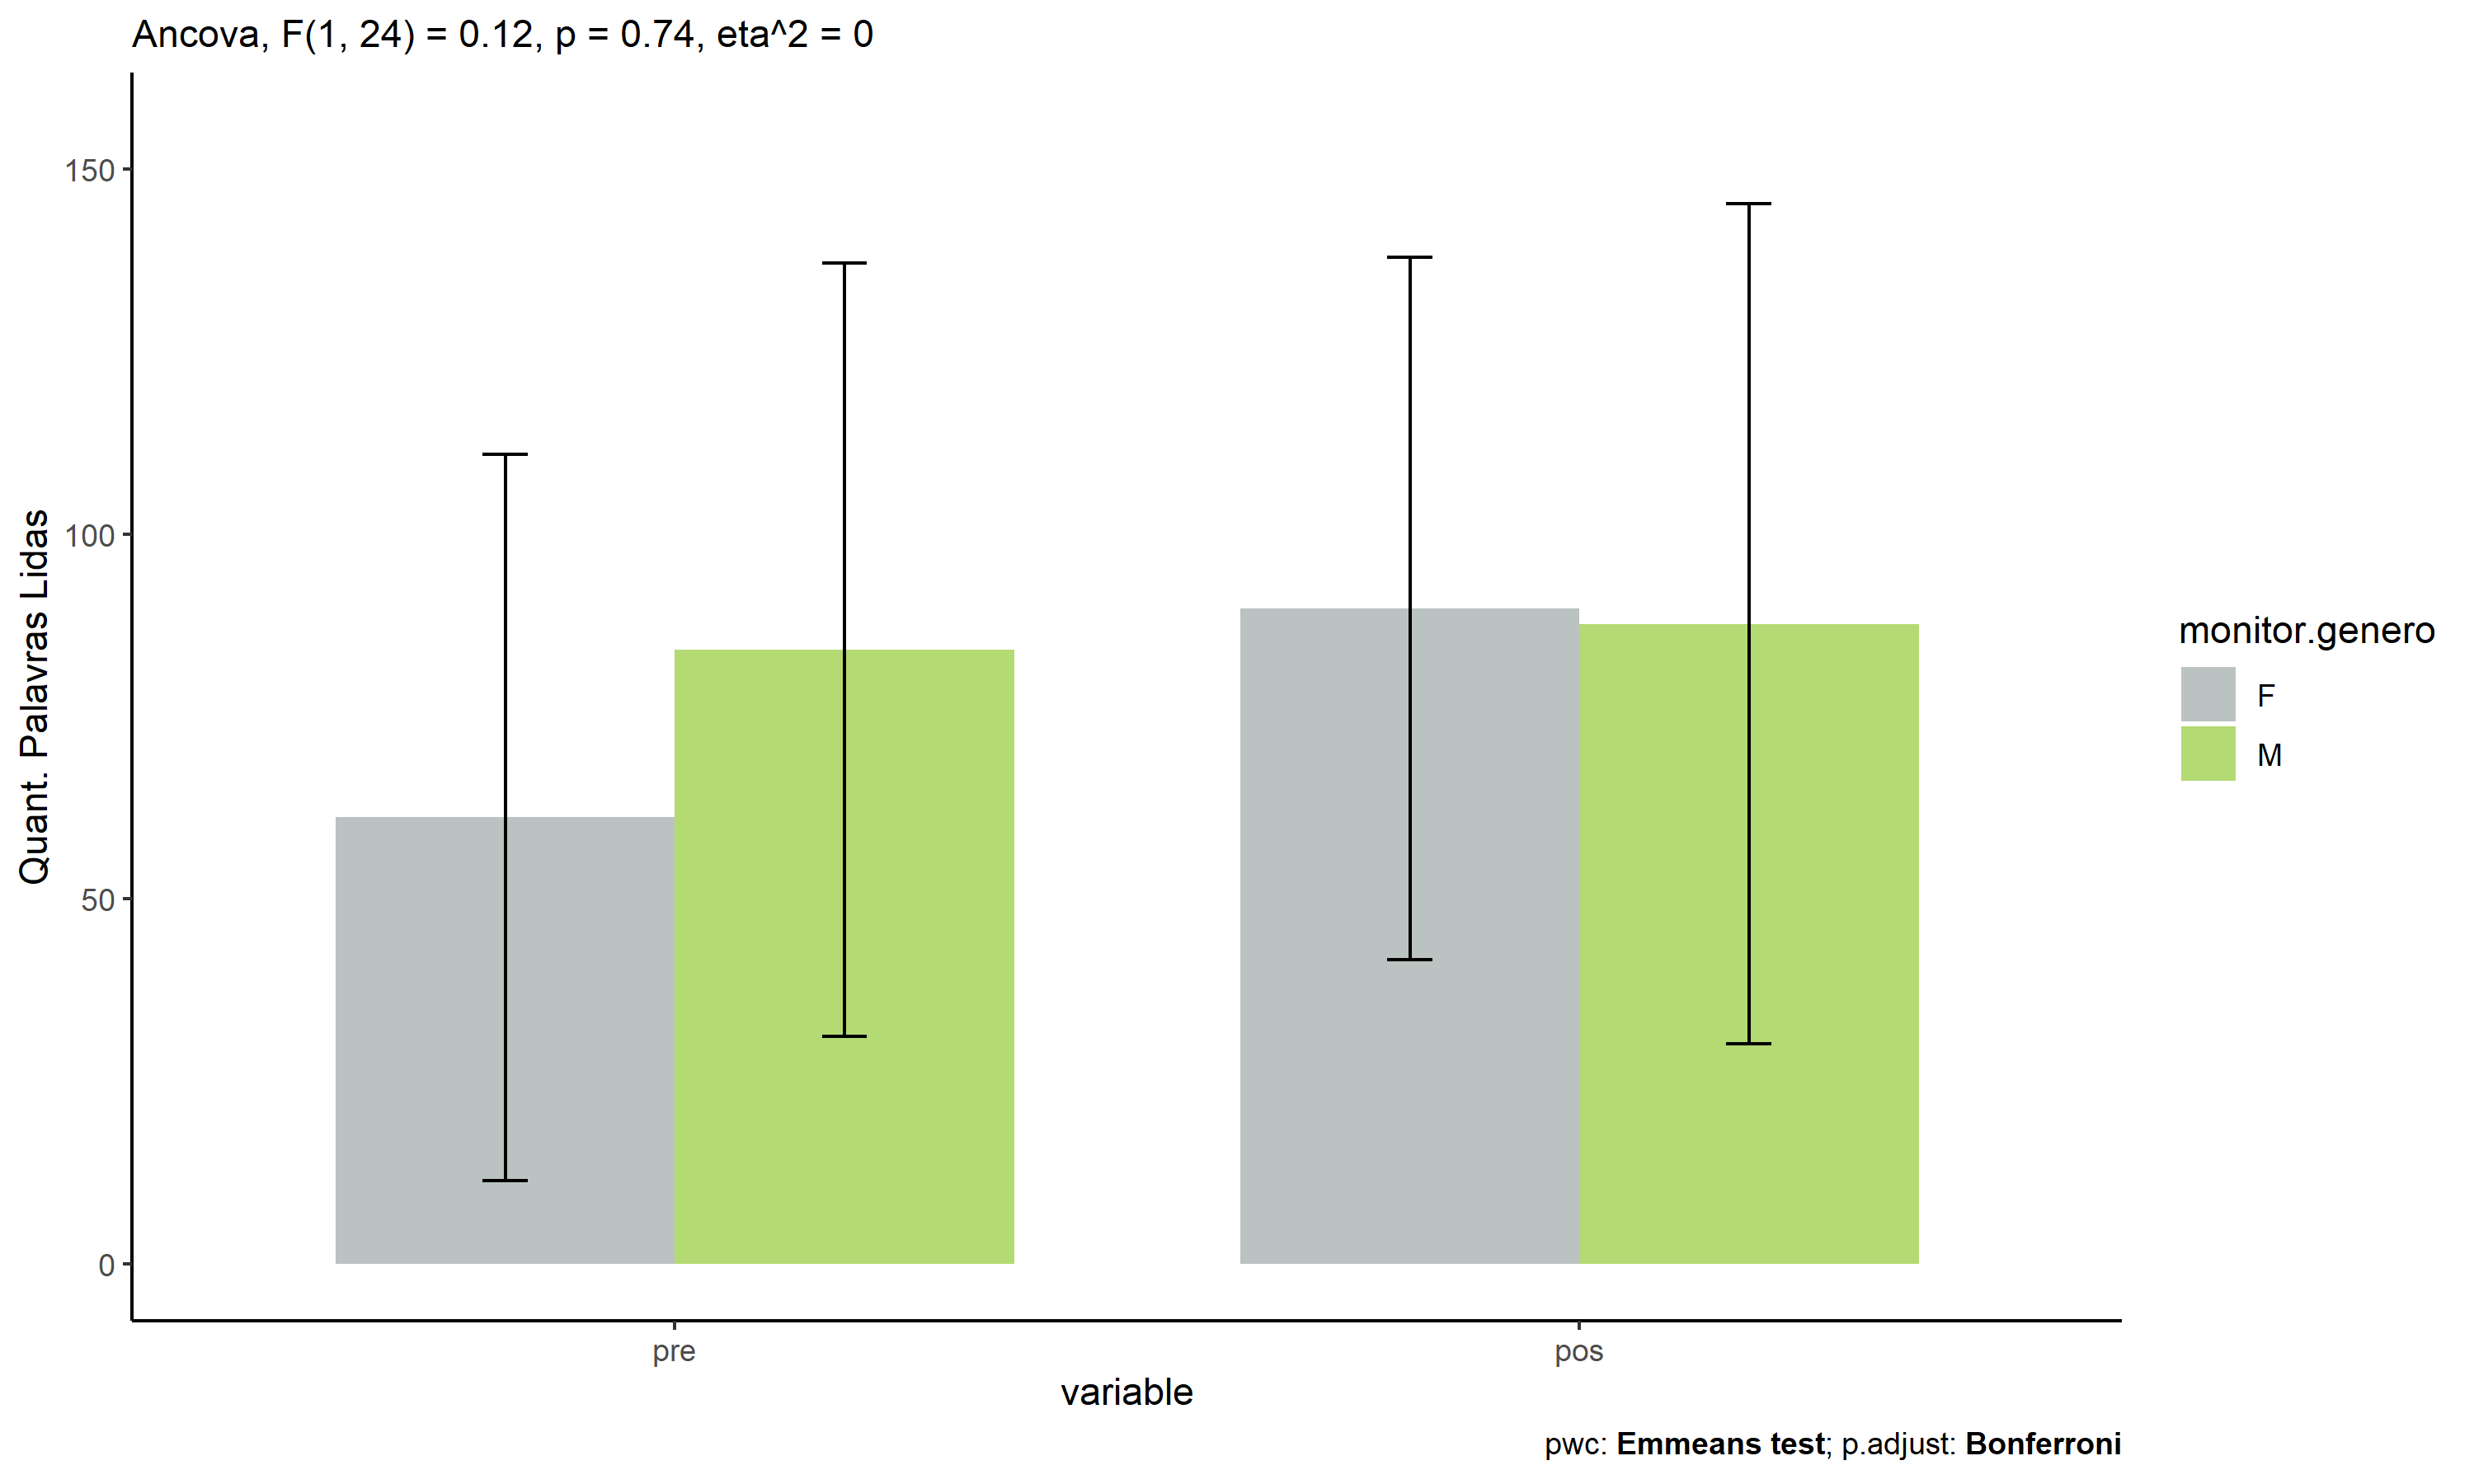 Ancova, F(1, 24) = 0.12, p = 0.74, eta^2 = 0
Quant. Palavras Lidas
150
100
50
0
pre
pos
variable
monitor.genero
F
M
pwc: Emmeans test; p.adjust: Bonferroni